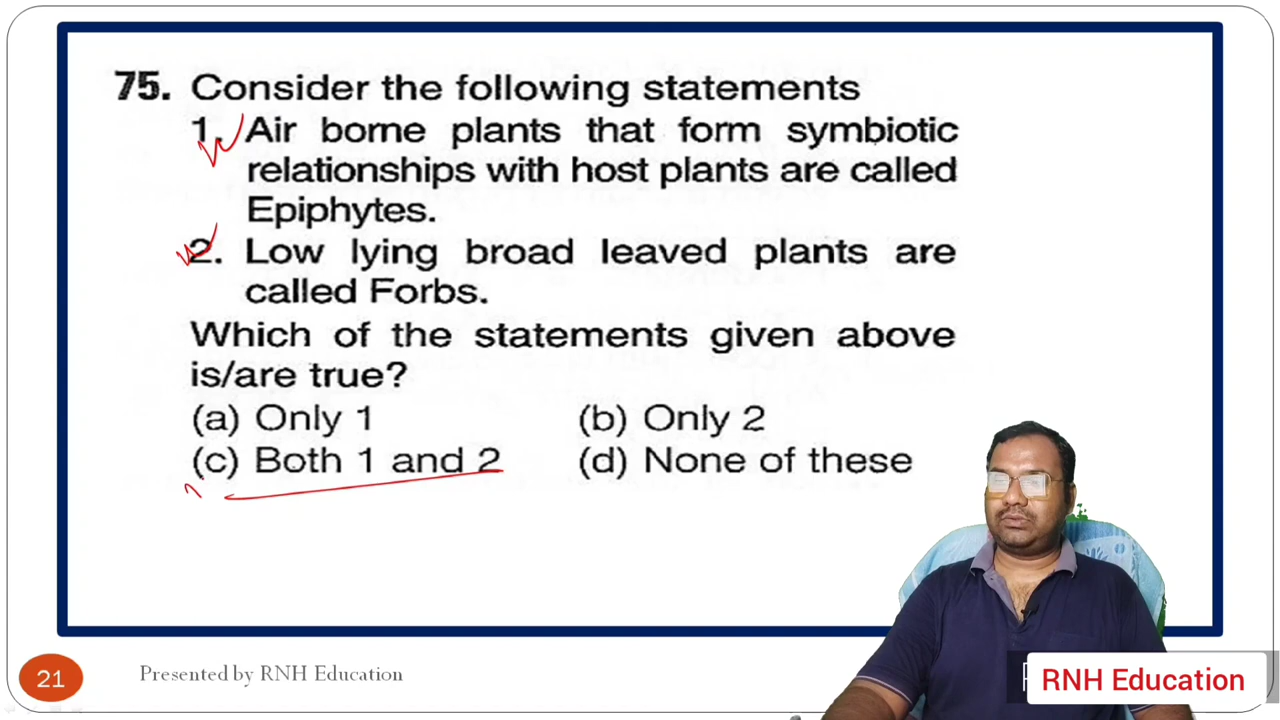 75. Consider the following statements
1. Air borne plants that form symbiotic
relationships with host plants are called
Epiphytes.
2. Low lying broad leaved plants are
called Forbs.
Which of the statements given above
is/are true?
(a) Only 1 (b) Only 2
(c) Both 1 and 2 (d) None of these
21 Presented by RNH Education
RNH Education